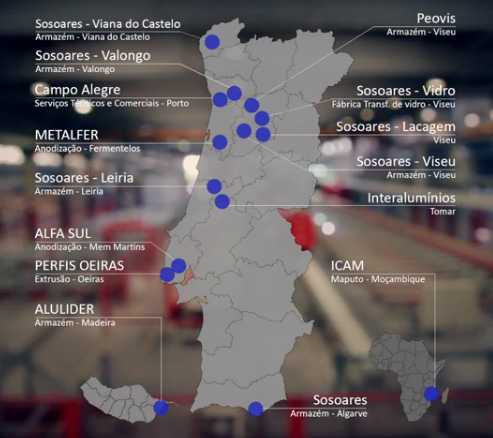 Sosoares - Viana do Castelo
Armazém - Viana do Castelo
Peovis
Armazém - Viseu
Sosoares - Valongo
Armazém - Valongo
Campo Alegre
Serviços Técnicos e Comerciais - Porto
Sosoares - Vidro
Fábrica Transf. de vidro - Viseu
METALFER
Anodização - Fermentelos
Sosoares - Lacagem
Viseu
Sosoares - Viseu
Armazém - Viseu
Sosoares - Leiria
Armazém - Leiria
Interalumínios
Tomar
ALFA SUL
Anodização - Mem Martins
PERFIS OEIRAS
Extrusão - Oeiras
ICAM
Maputo - Moçambique
ALULIDER
Armazém - Madeira
Sosoares
Armazém - Algarve